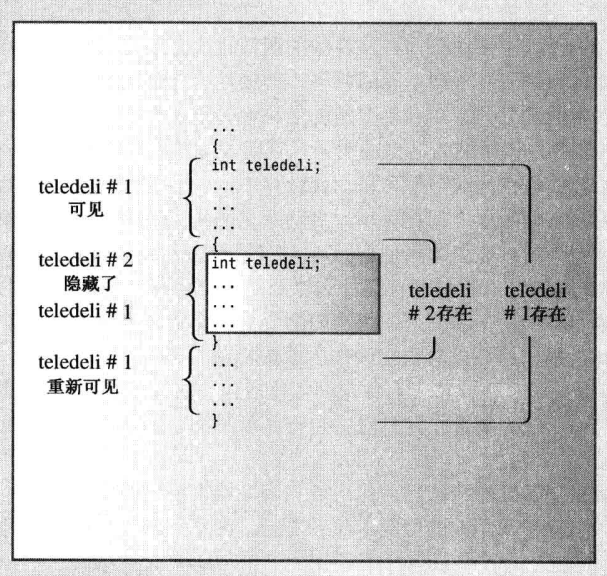 ...
{
int teledeli;
...
...
...
{
int teledeli;
...
...
...
}
...
...
...
}
teledeli # 1
可见
teledeli # 2
隐藏了
teledeli # 1
teledeli # 1
重新可见
teledeli
# 2存在
teledeli
# 1存在